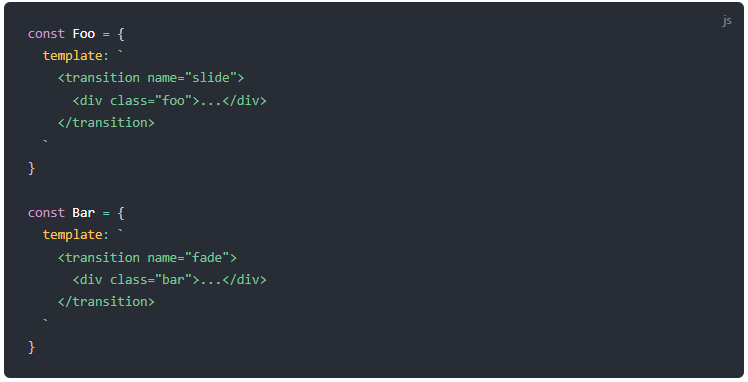 js
const Foo = {
  template: `
    <transition name="slide">
      <div class="foo">...</div>
    </transition>
  `
}
const Bar = {
  template: `
    <transition name="fade">
      <div class="bar">...</div>
    </transition>
  `
}